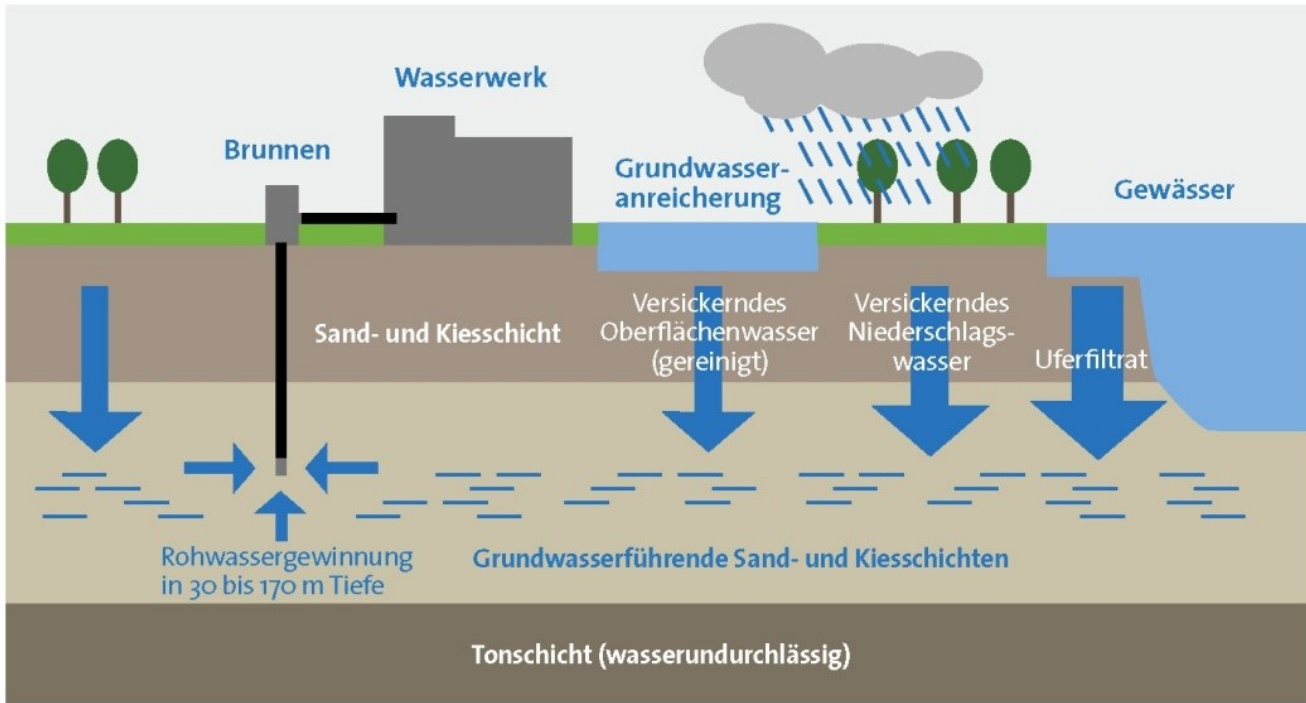 Wasserwerk
Brunnen
Grundwasser-
anreicherung
Gewässer
Sand- und Kiesschicht
Versickerndes
Oberflächenwasser
(gereinigt)
Versickerndes
Niederschlags-
wasser
Uferfiltrat
Rohwassergewinnung
in 30 bis 170 m Tiefe
Grundwasserführende Sand- und Kiesschichten
Tonschicht (wasserundurchlässig)